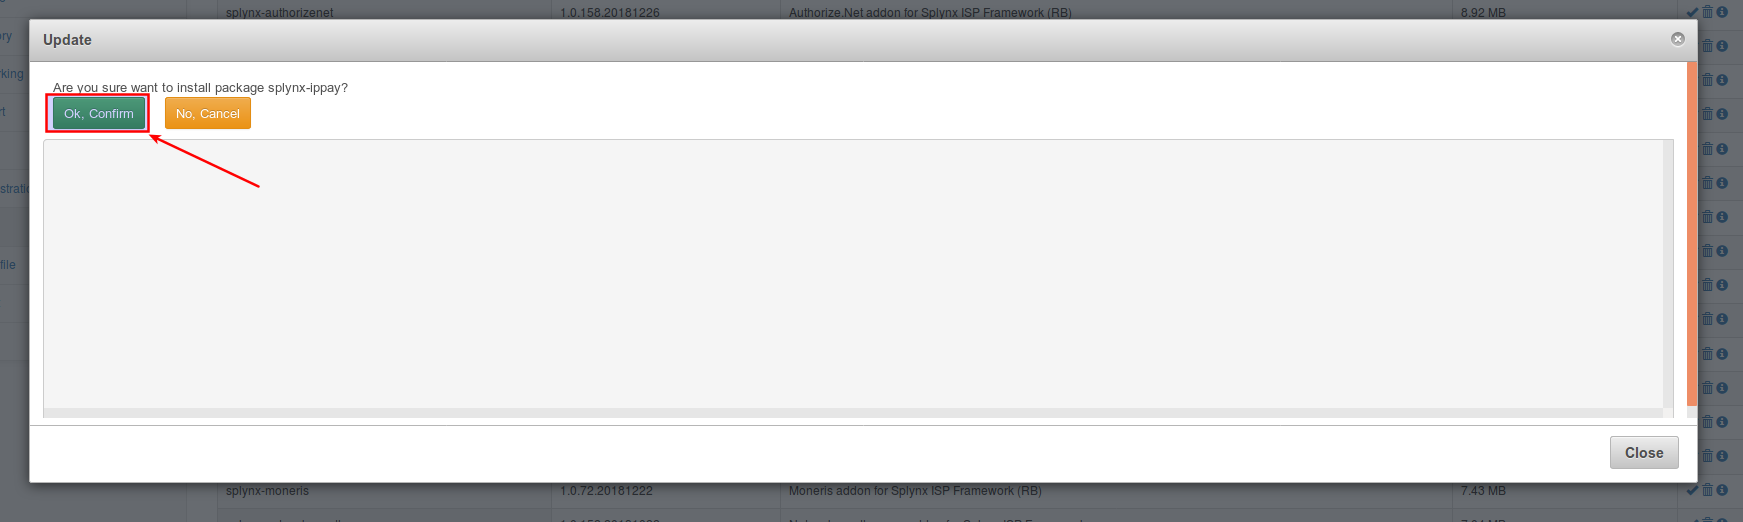 splynx-authorizenet 1.0.158.20181226 Authorize.Net addon for Splynx ISP Framework (RB) 8.92 MB
ory
Update
rking
Are you sure want to install package splynx-ippay?
Ok, Confirm No, Cancel
rt
stratio
file
Close
splynx-moneris 1.0.72.20181222 Moneris addon for Splynx ISP Framework (RB) 7.43 MB